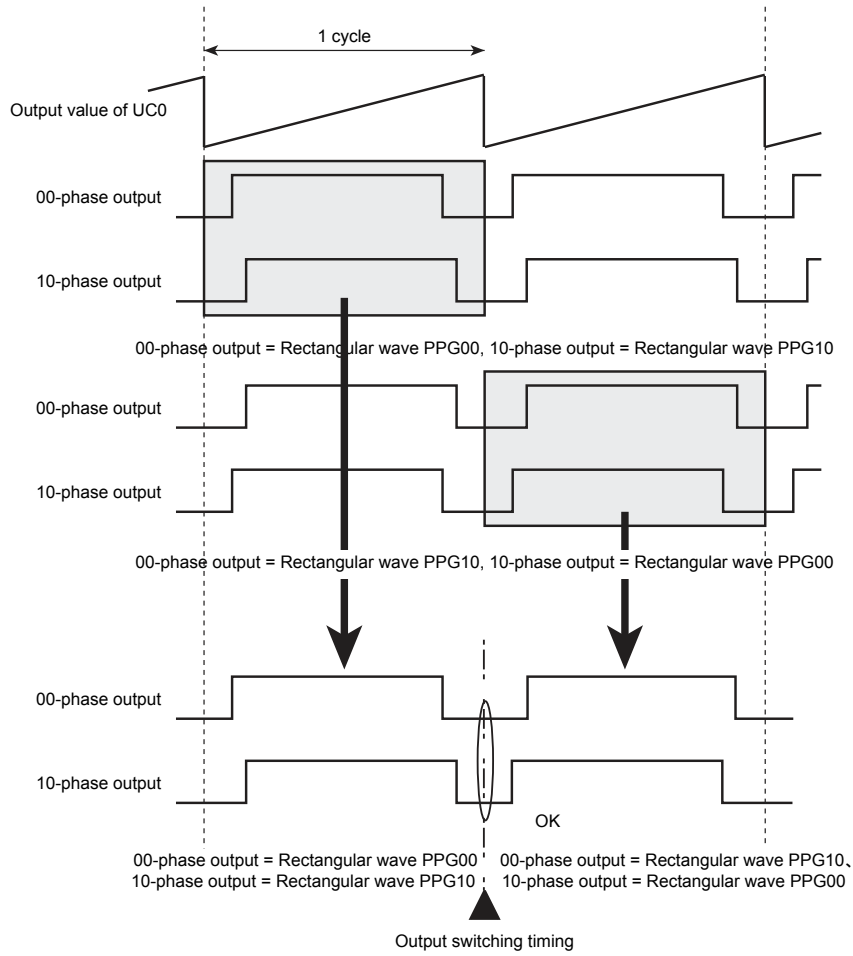 1 cycle
Output value of UC0
00-phase output
10-phase output
00-phase output = Rectangular wave PPG00, 10-phase output = Rectangular wave PPG10
00-phase output
10-phase output
00-phase output = Rectangular wave PPG10, 10-phase output = Rectangular wave PPG00
00-phase output
10-phase output
OK
00-phase output = Rectangular wave PPG00
10-phase output = Rectangular wave PPG10
00-phase output = Rectangular wave PPG10、
10-phase output = Rectangular wave PPG00
Output switching timing